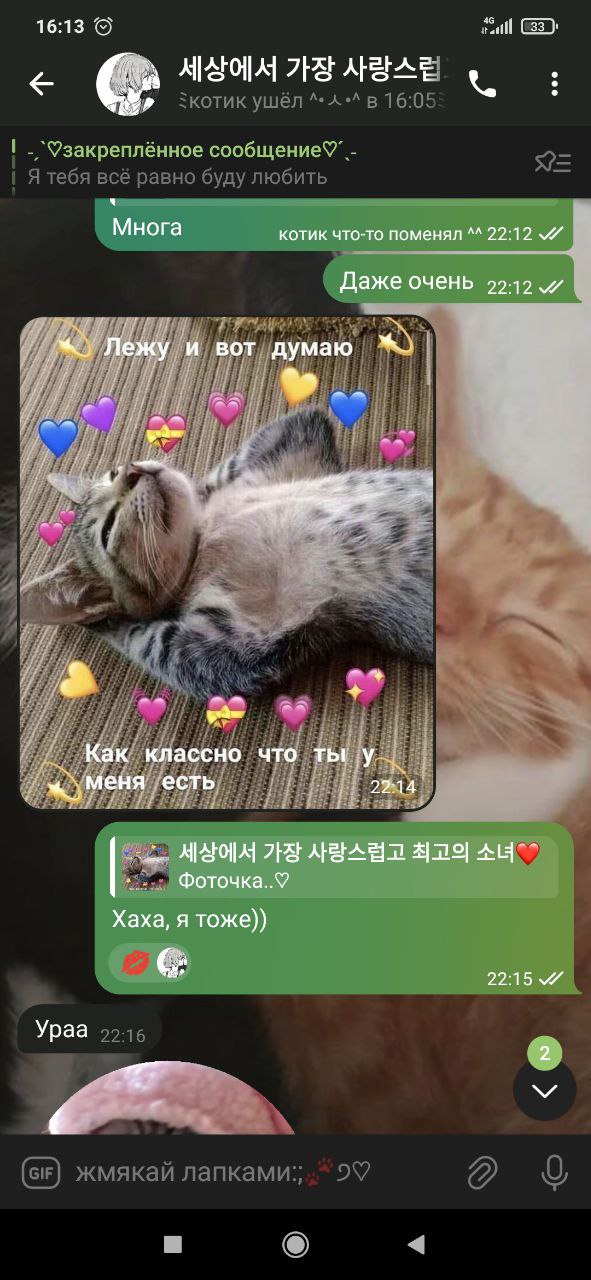 16:13
4G
33
세상에서 가장 사랑스럽
котик ушёл ^•ㅅ•^ в 16:05
-ˏˋ♡закреплённое сообщение♡ˊˎ-
Я тебя всё равно буду любить
Многа
котик что-то поменял ^^ 22:12
Даже очень 22:12
Лежу и вот думаю
Как классно что ты у
меня есть
22:14
세상에서 가장 사랑스럽고 최고의 소녀❤️
Фоточка..♡
Хаха, я тоже))
22:15
Ураа 22:16
2
GIF
жмякай лапками:;🐾੭♡